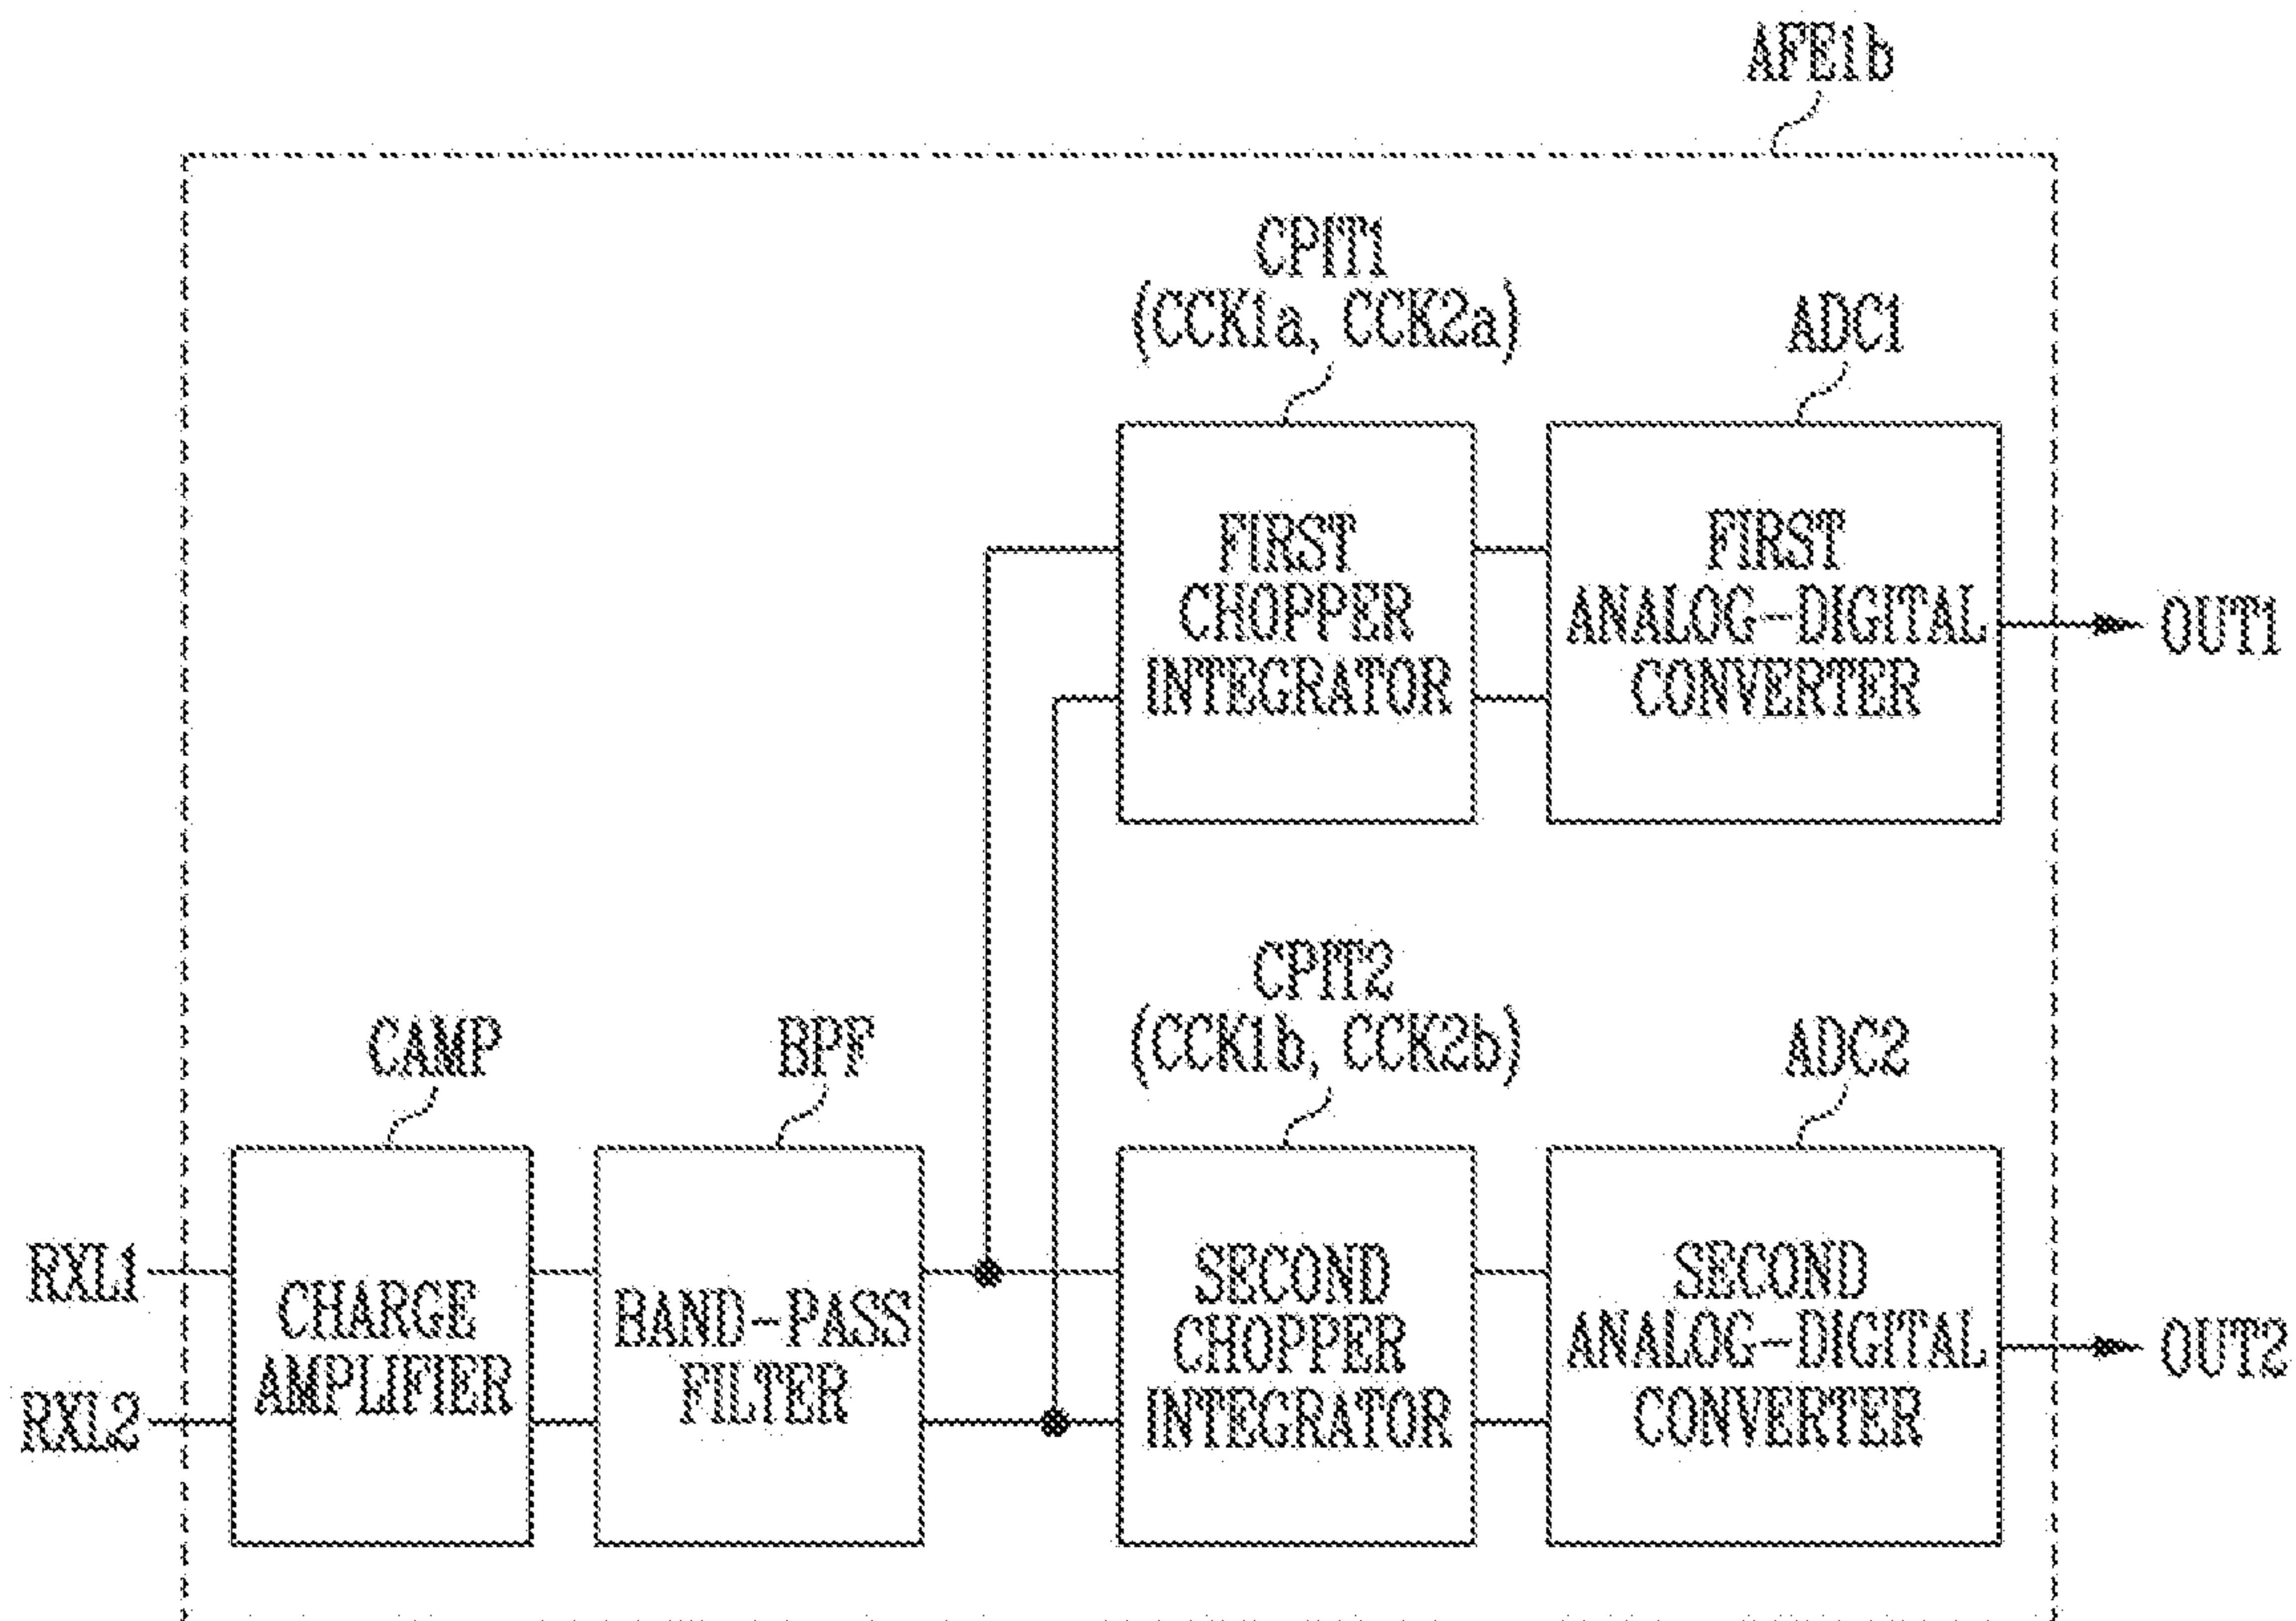 AFE1b
CPIT1
(CCK1a, CCK2a)
ADC1
FIRST
CHOPPER
INTEGRATOR
FIRST
ANALOG-DIGITAL
CONVERTER
OUT1
CPIT2
(CCK1b, CCK2b)
ADC2
CAMP
BPF
RXL1
RXL2
CHARGE
AMPLIFIER
BAND-PASS
FILTER
SECOND
CHOPPER
INTEGRATOR
SECOND
ANALOG-DIGITAL
CONVERTER
OUT2